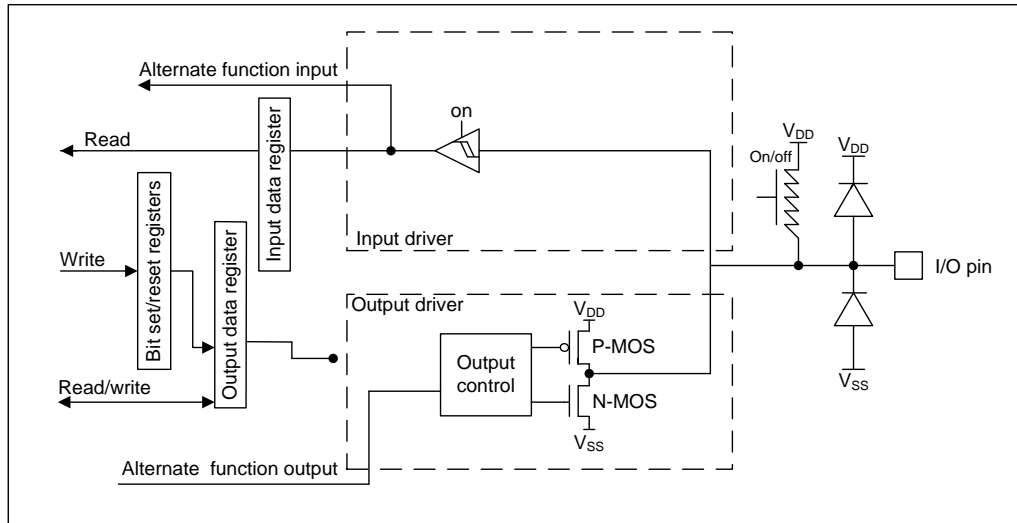 Alternate function input
on
Read
Input data register
Bit set/reset registers
Output data register
Write
Read/write
Input driver
Output driver
VDD
On/off
VDD
I/O pin
VSS
VDD
P-MOS
Output
control
N-MOS
VSS
Alternate function output